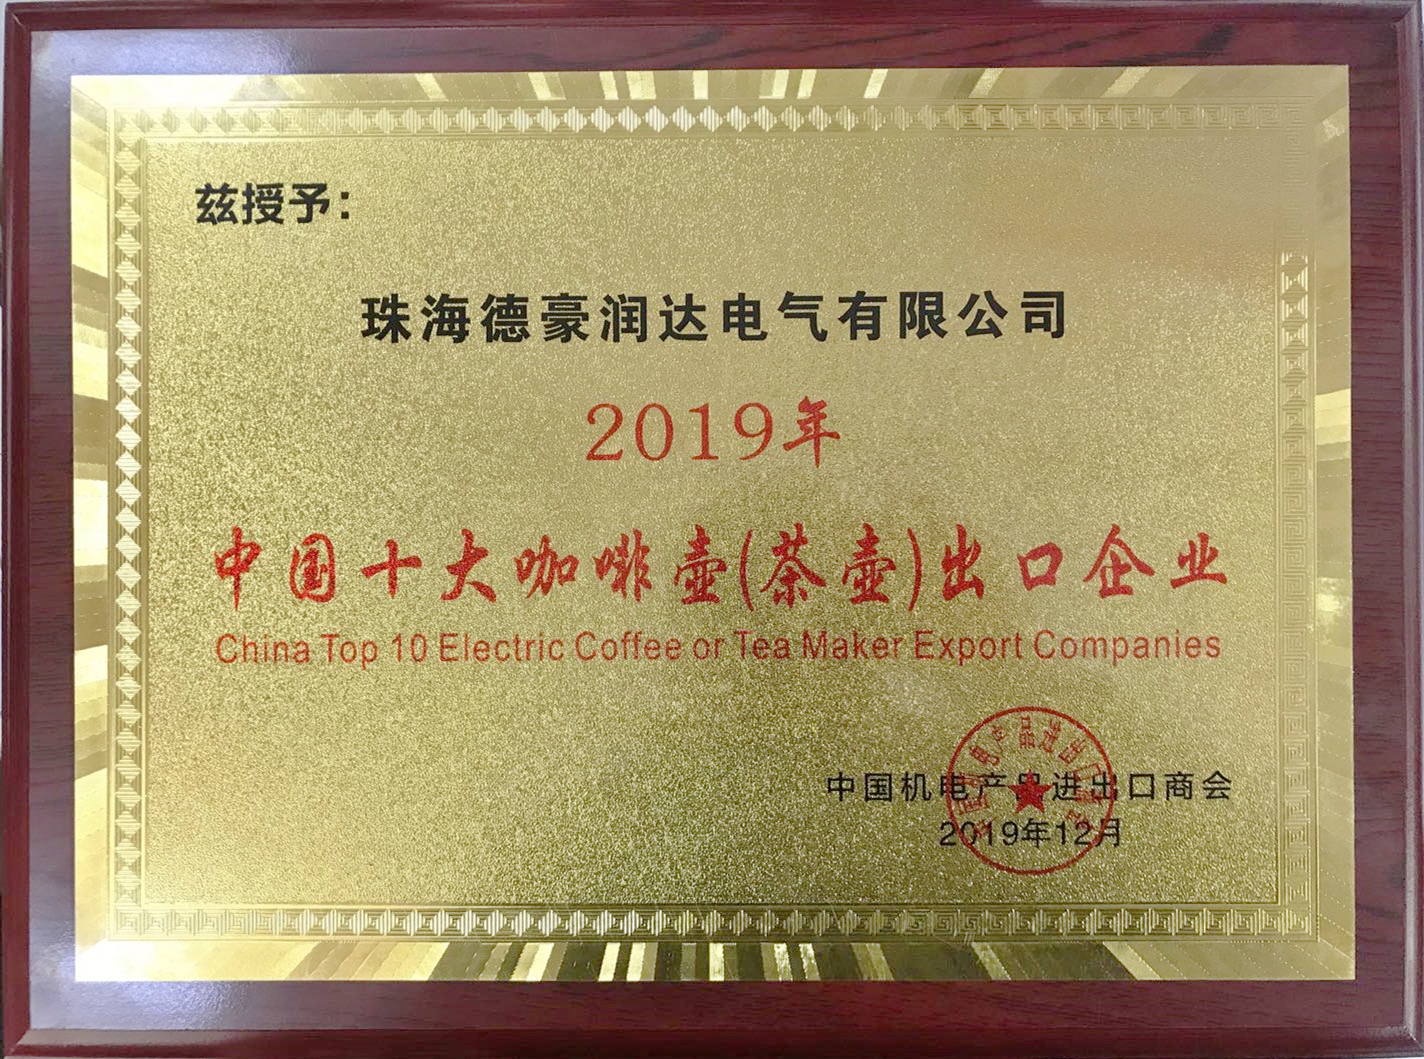 兹授予：
珠海德豪润达电气有限公司
2019年
中国十大咖啡壶(茶壶)出口企业
China Top 10 Electric Coffee or Tea Maker Export Companies
中国机电产品进出口商会
2019年12月